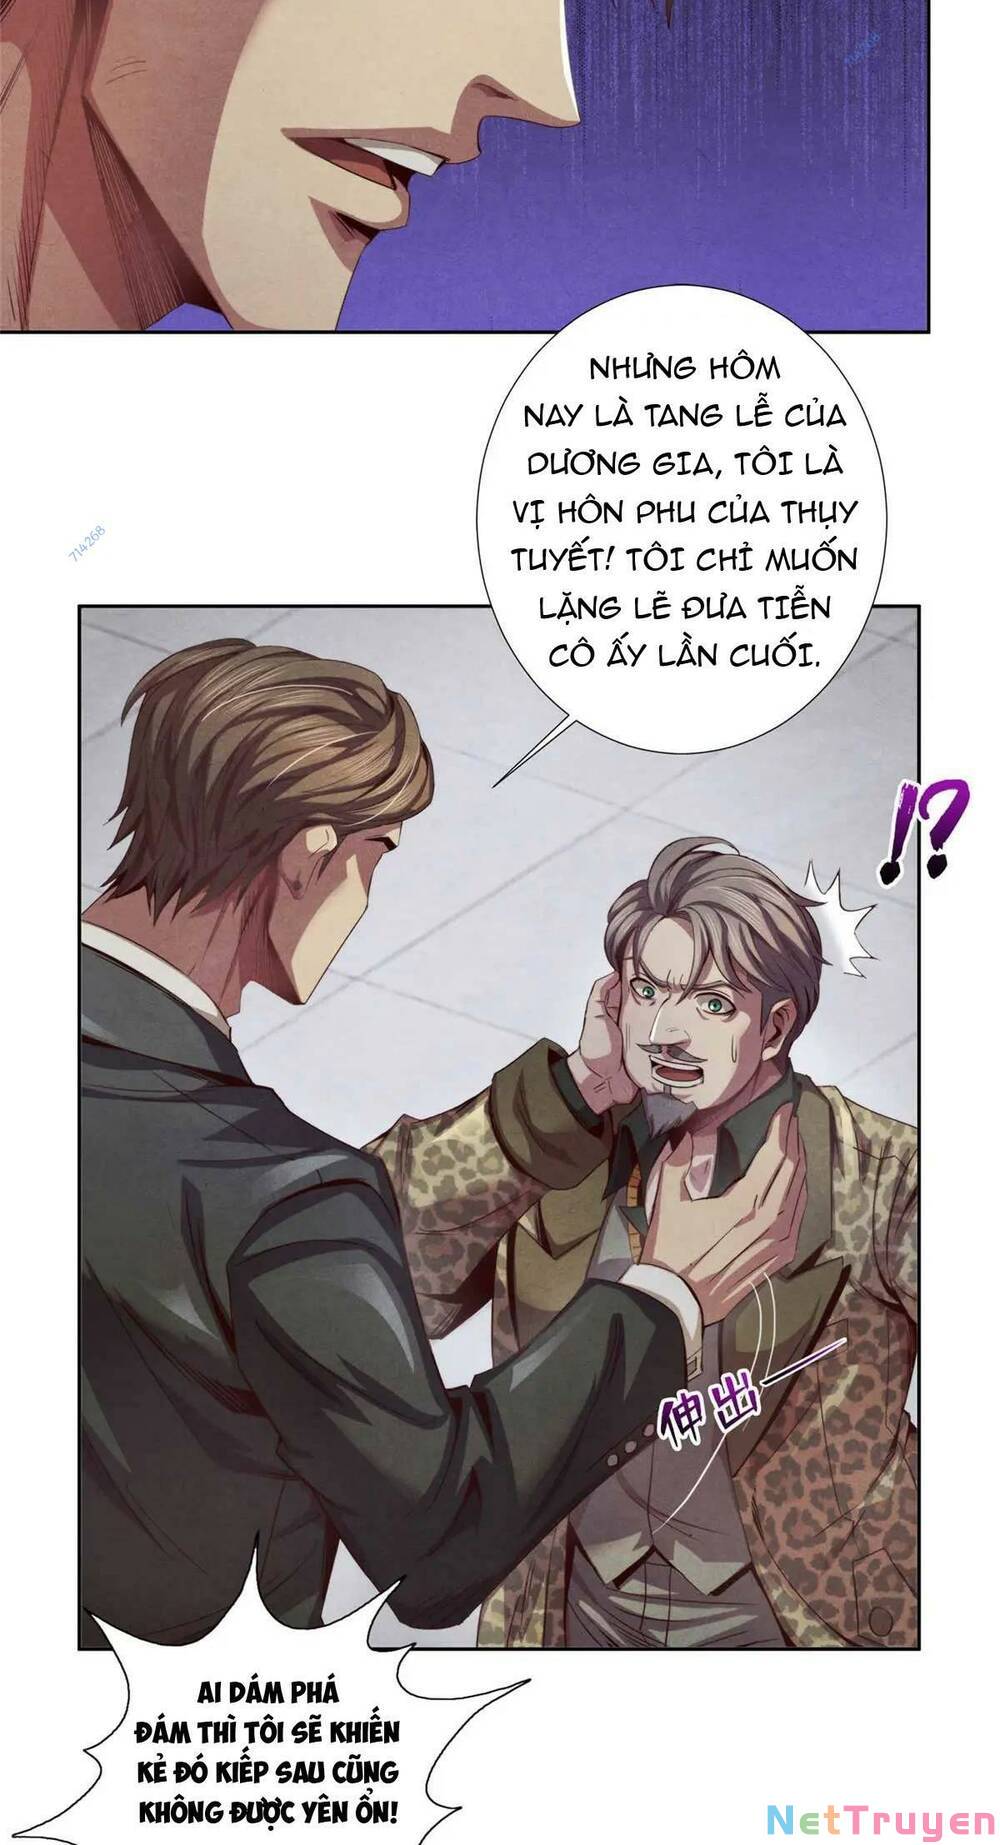 714268
NHƯNG HÔM
NAY LÀ TANG LỄ CỦA
DƯƠNG GIA, TÔI LÀ
VỊ HÔN PHU CỦA THỤY
TUYẾT! TÔI CHỈ MUỐN
LẶNG LẼ ĐƯA TIỄN
CÔ ẤY LẦN CUỐI.
714268
!?
伸出
AI DÁM PHÁ
ĐÁM THÌ TÔI SẼ KHIẾN
KẺ ĐÓ KIẾP SAU CŨNG
KHÔNG ĐƯỢC YÊN ỔN!
NetTruyen